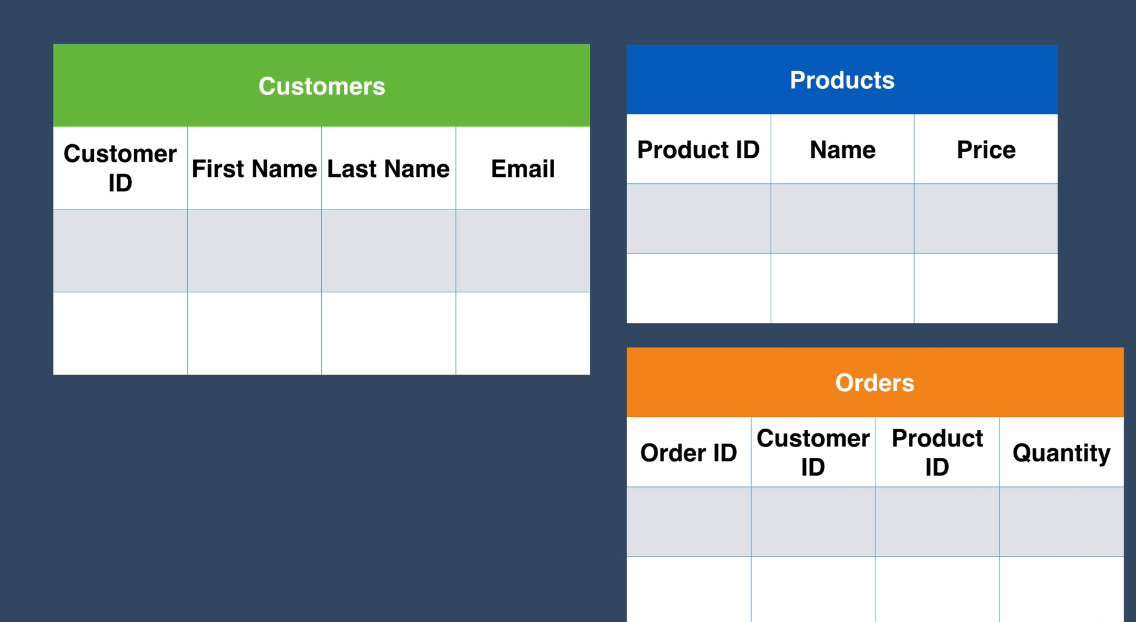 Customers
Customer ID First Name Last Name Email
Products
Product ID Name Price
Orders
Order ID Customer ID Product ID Quantity